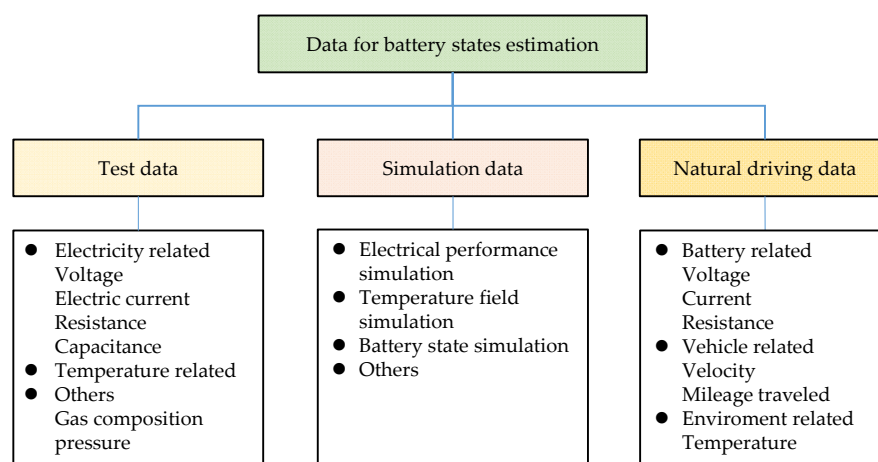 Data for battery states estimation
Test data
Simulation data
Natural driving data
● Electricity related
Voltage
Electric current
Resistance
Capacitance
● Temperature related
● Others
Gas composition
pressure
● Electrical performance
simulation
● Temperature field
simulation
● Battery state simulation
● Others
● Battery related
Voltage
Current
Resistance
● Vehicle related
Velocity
Mileage traveled
● Enviroment related
Temperature